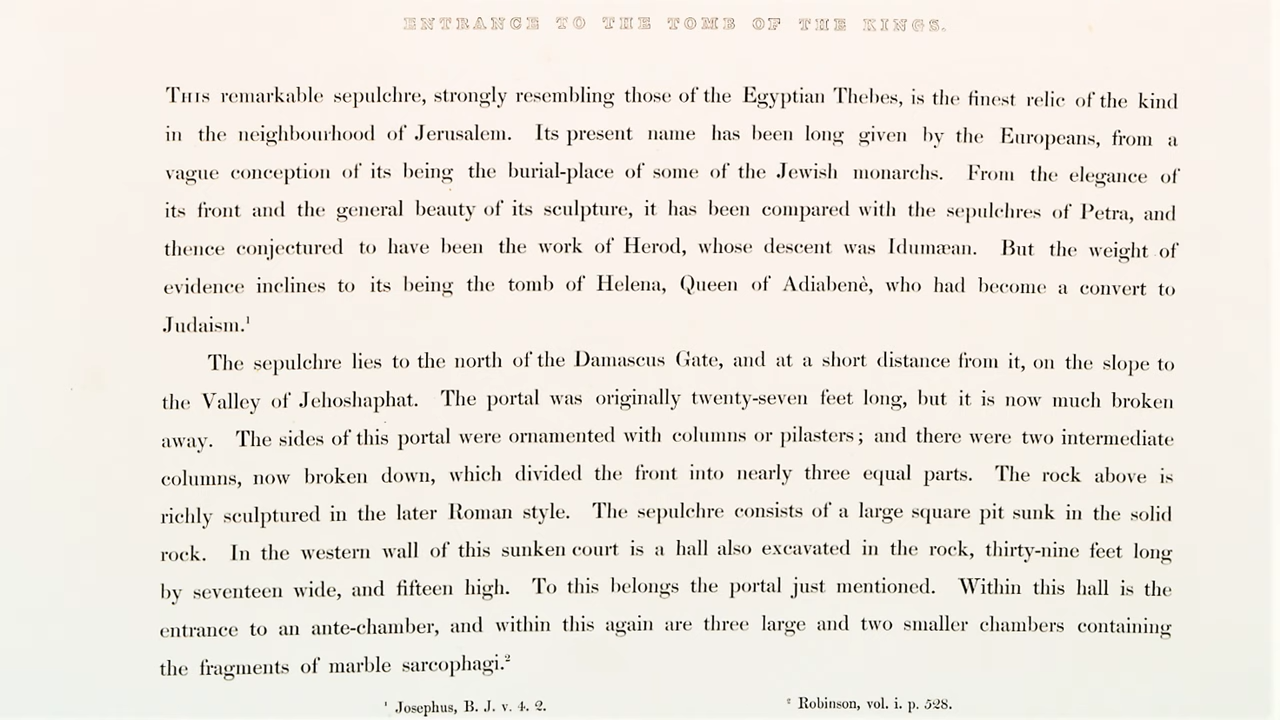 ENTRANCE TO THE TOMB OF THE KINGS.
THIS remarkable sepulchre, strongly resembling those of the Egyptian Thebes, is the finest relic of the kind
in the neighbourhood of Jerusalem. Its present name has been long given by the Europeans, from a
vague conception of its being the burial-place of some of the Jewish monarchs. From the elegance of
its front and the general beauty of its sculpture, it has been compared with the sepulchres of Petra, and
thence conjectured to have been the work of Herod, whose descent was Idumæan. But the weight of
evidence inclines to its being the tomb of Helena, Queen of Adiabenè, who had become a convert to
Judaism.¹
The sepulchre lies to the north of the Damascus Gate, and at a short distance from it, on the slope to
the Valley of Jehoshaphat. The portal was originally twenty-seven feet long, but it is now much broken
away. The sides of this portal were ornamented with columns or pilasters; and there were two intermediate
columns, now broken down, which divided the front into nearly three equal parts. The rock above is
richly sculptured in the later Roman style. The sepulchre consists of a large square pit sunk in the solid
rock. In the western wall of this sunken court is a hall also excavated in the rock, thirty-nine feet long
by seventeen wide, and fifteen high. To this belongs the portal just mentioned. Within this hall is the
entrance to an ante-chamber, and within this again are three large and two smaller chambers containing
the fragments of marble sarcophagi.²
¹ Josephus, B. J. v. 4. 2. ² Robinson, vol. i. p. 528.